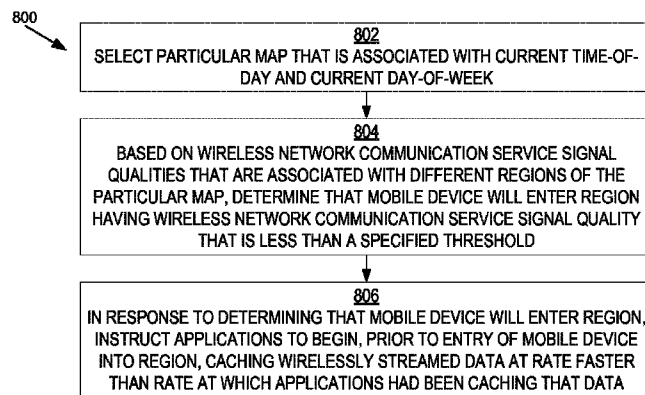 800
802
SELECT PARTICULAR MAP THAT IS ASSOCIATED WITH CURRENT TIME-OF-
DAY AND CURRENT DAY-OF-WEEK
804
BASED ON WIRELESS NETWORK COMMUNICATION SERVICE SIGNAL
QUALITIES THAT ARE ASSOCIATED WITH DIFFERENT REGIONS OF THE
PARTICULAR MAP, DETERMINE THAT MOBILE DEVICE WILL ENTER REGION
HAVING WIRELESS NETWORK COMMUNICATION SERVICE SIGNAL QUALITY
THAT IS LESS THAN A SPECIFIED THRESHOLD
806
IN RESPONSE TO DETERMINING THAT MOBILE DEVICE WILL ENTER REGION,
INSTRUCT APPLICATIONS TO BEGIN, PRIOR TO ENTRY OF MOBILE DEVICE
INTO REGION, CACHING WIRELESSLY STREAMED DATA AT RATE FASTER
THAN RATE AT WHICH APPLICATIONS HAD BEEN CACHING THAT DATA